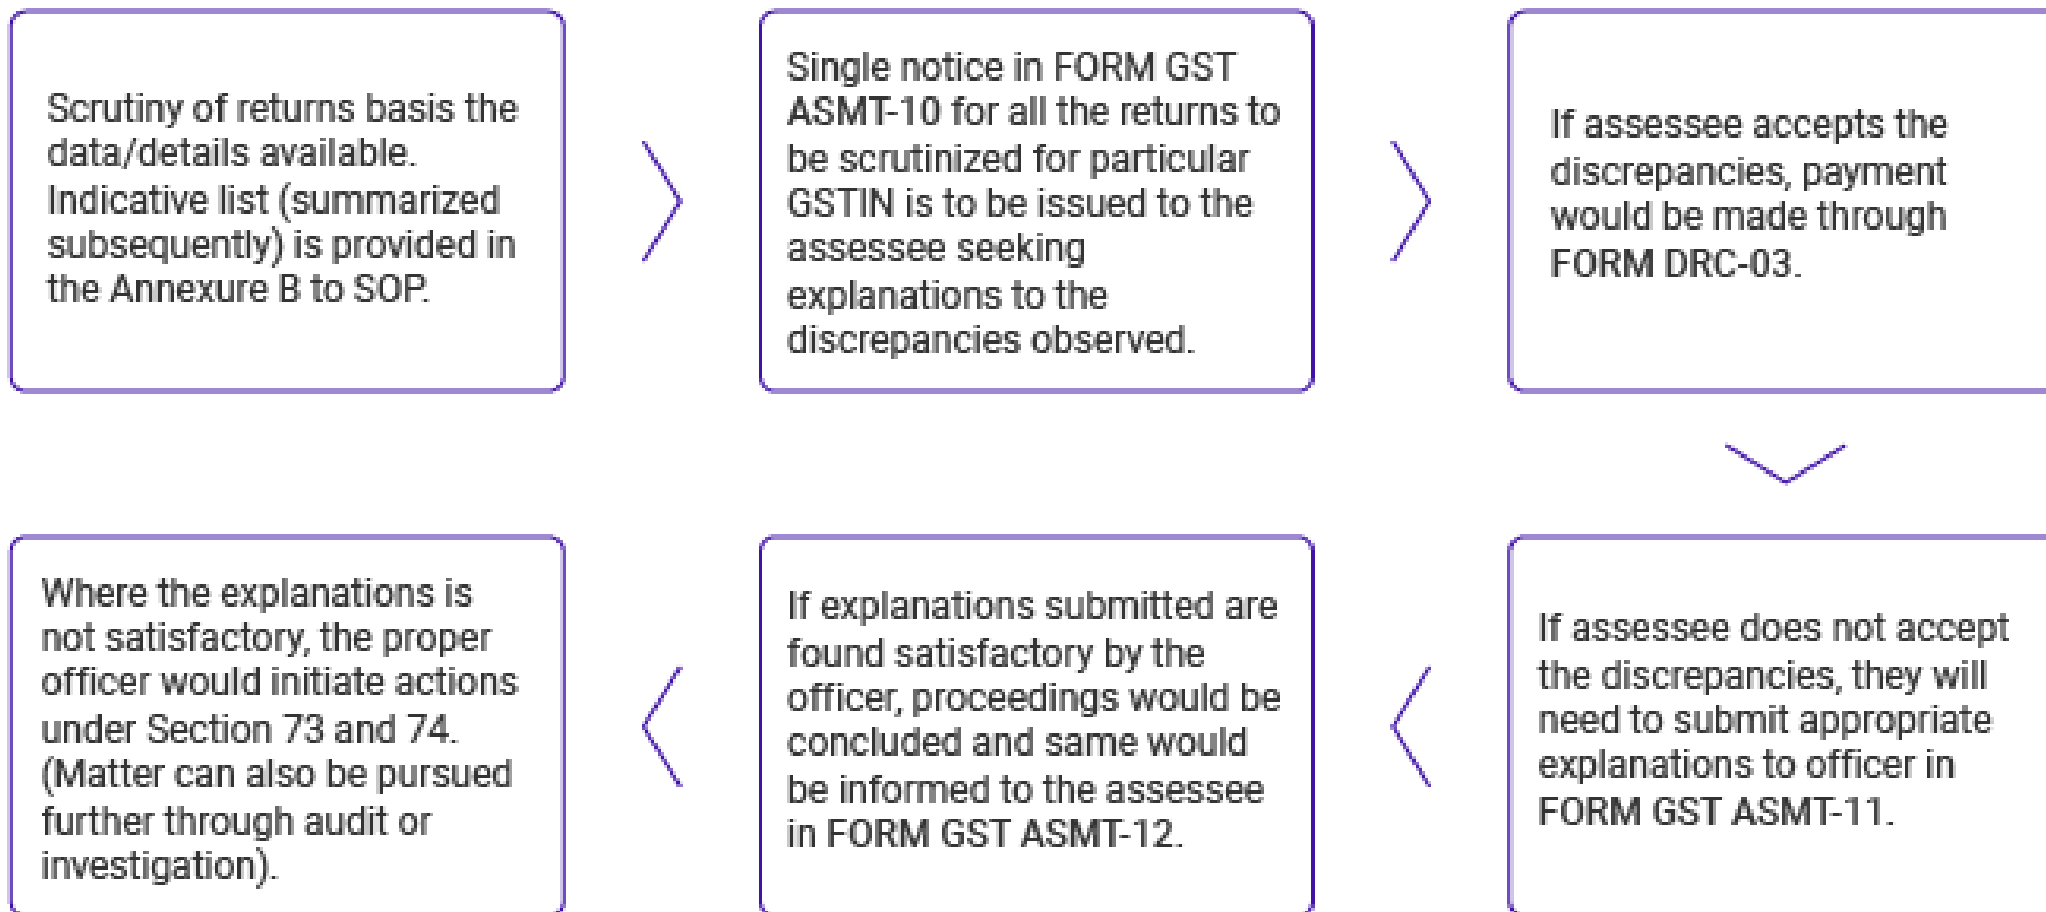 Scrutiny of returns basis the
data/details available.
Indicative list (summarized
subsequently) is provided in
the Annexure B to SOP.
Single notice in FORM GST
ASMT-10 for all the returns to
be scrutinized for particular
GSTIN is to be issued to the
assessee seeking
explanations to the
discrepancies observed.
If assessee accepts the
discrepancies, payment
would be made through
FORM DRC-03.
If assessee does not accept
the discrepancies, they will
need to submit appropriate
explanations to officer in
FORM GST ASMT-11.
If explanations submitted are
found satisfactory by the
officer, proceedings would be
concluded and same would
be informed to the assessee
in FORM GST ASMT-12.
Where the explanations is
not satisfactory, the proper
officer would initiate actions
under Section 73 and 74.
(Matter can also be pursued
further through audit or
investigation).